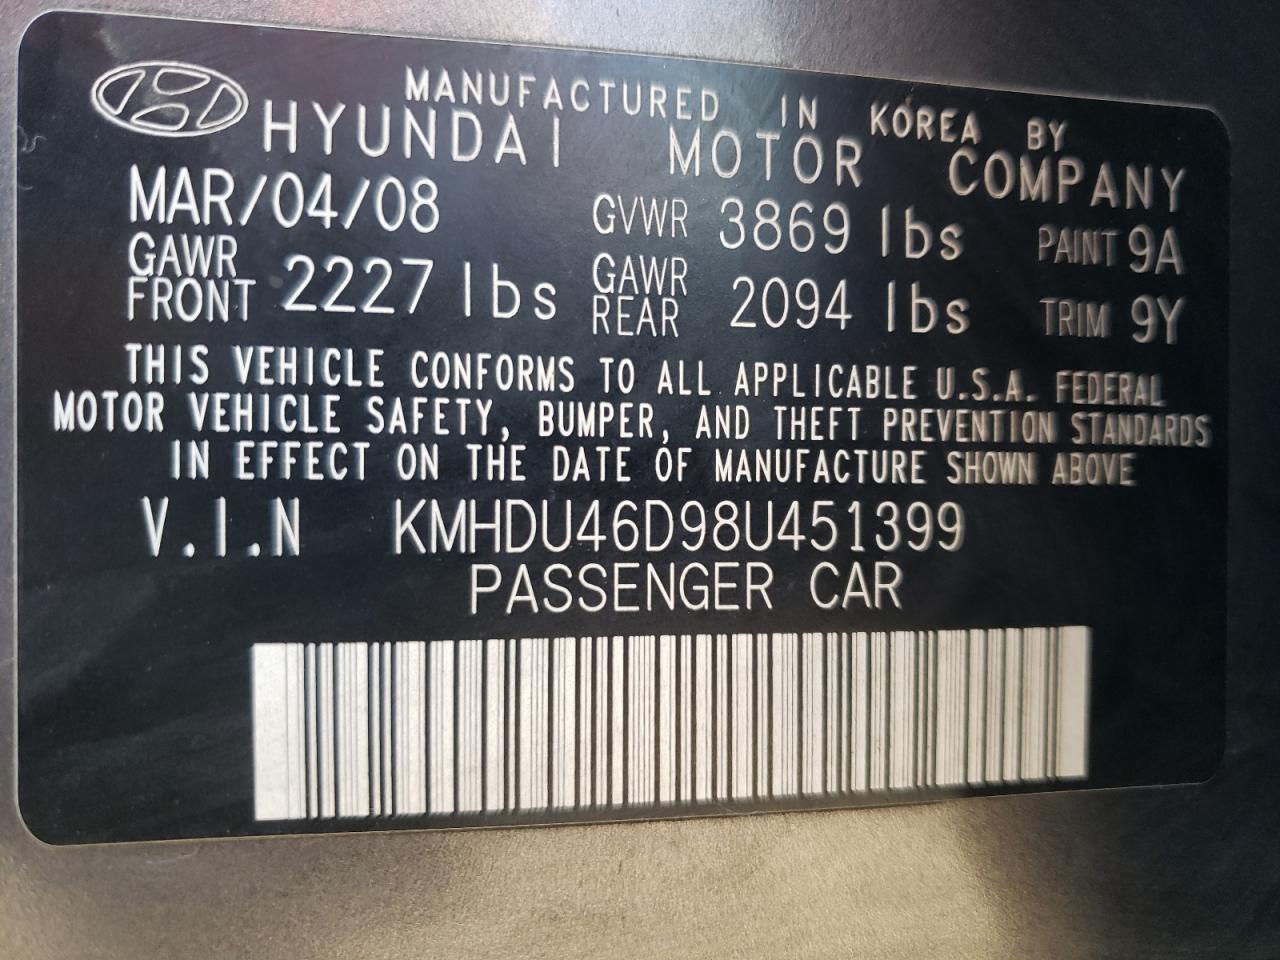 MANUFACTURED IN KOREA BY
HYUNDAI MOTOR COMPANY
MAR/04/08 GVWR 3869 lbs PAINT 9A
GAWR FRONT 2227 lbs GAWR REAR 2094 lbs TRIM 9Y
THIS VEHICLE CONFORMS TO ALL APPLICABLE U.S.A. FEDERAL
MOTOR VEHICLE SAFETY, BUMPER, AND THEFT PREVENTION STANDARDS
IN EFFECT ON THE DATE OF MANUFACTURE SHOWN ABOVE
V.I.N KMHDU46D98U451399
PASSENGER CAR